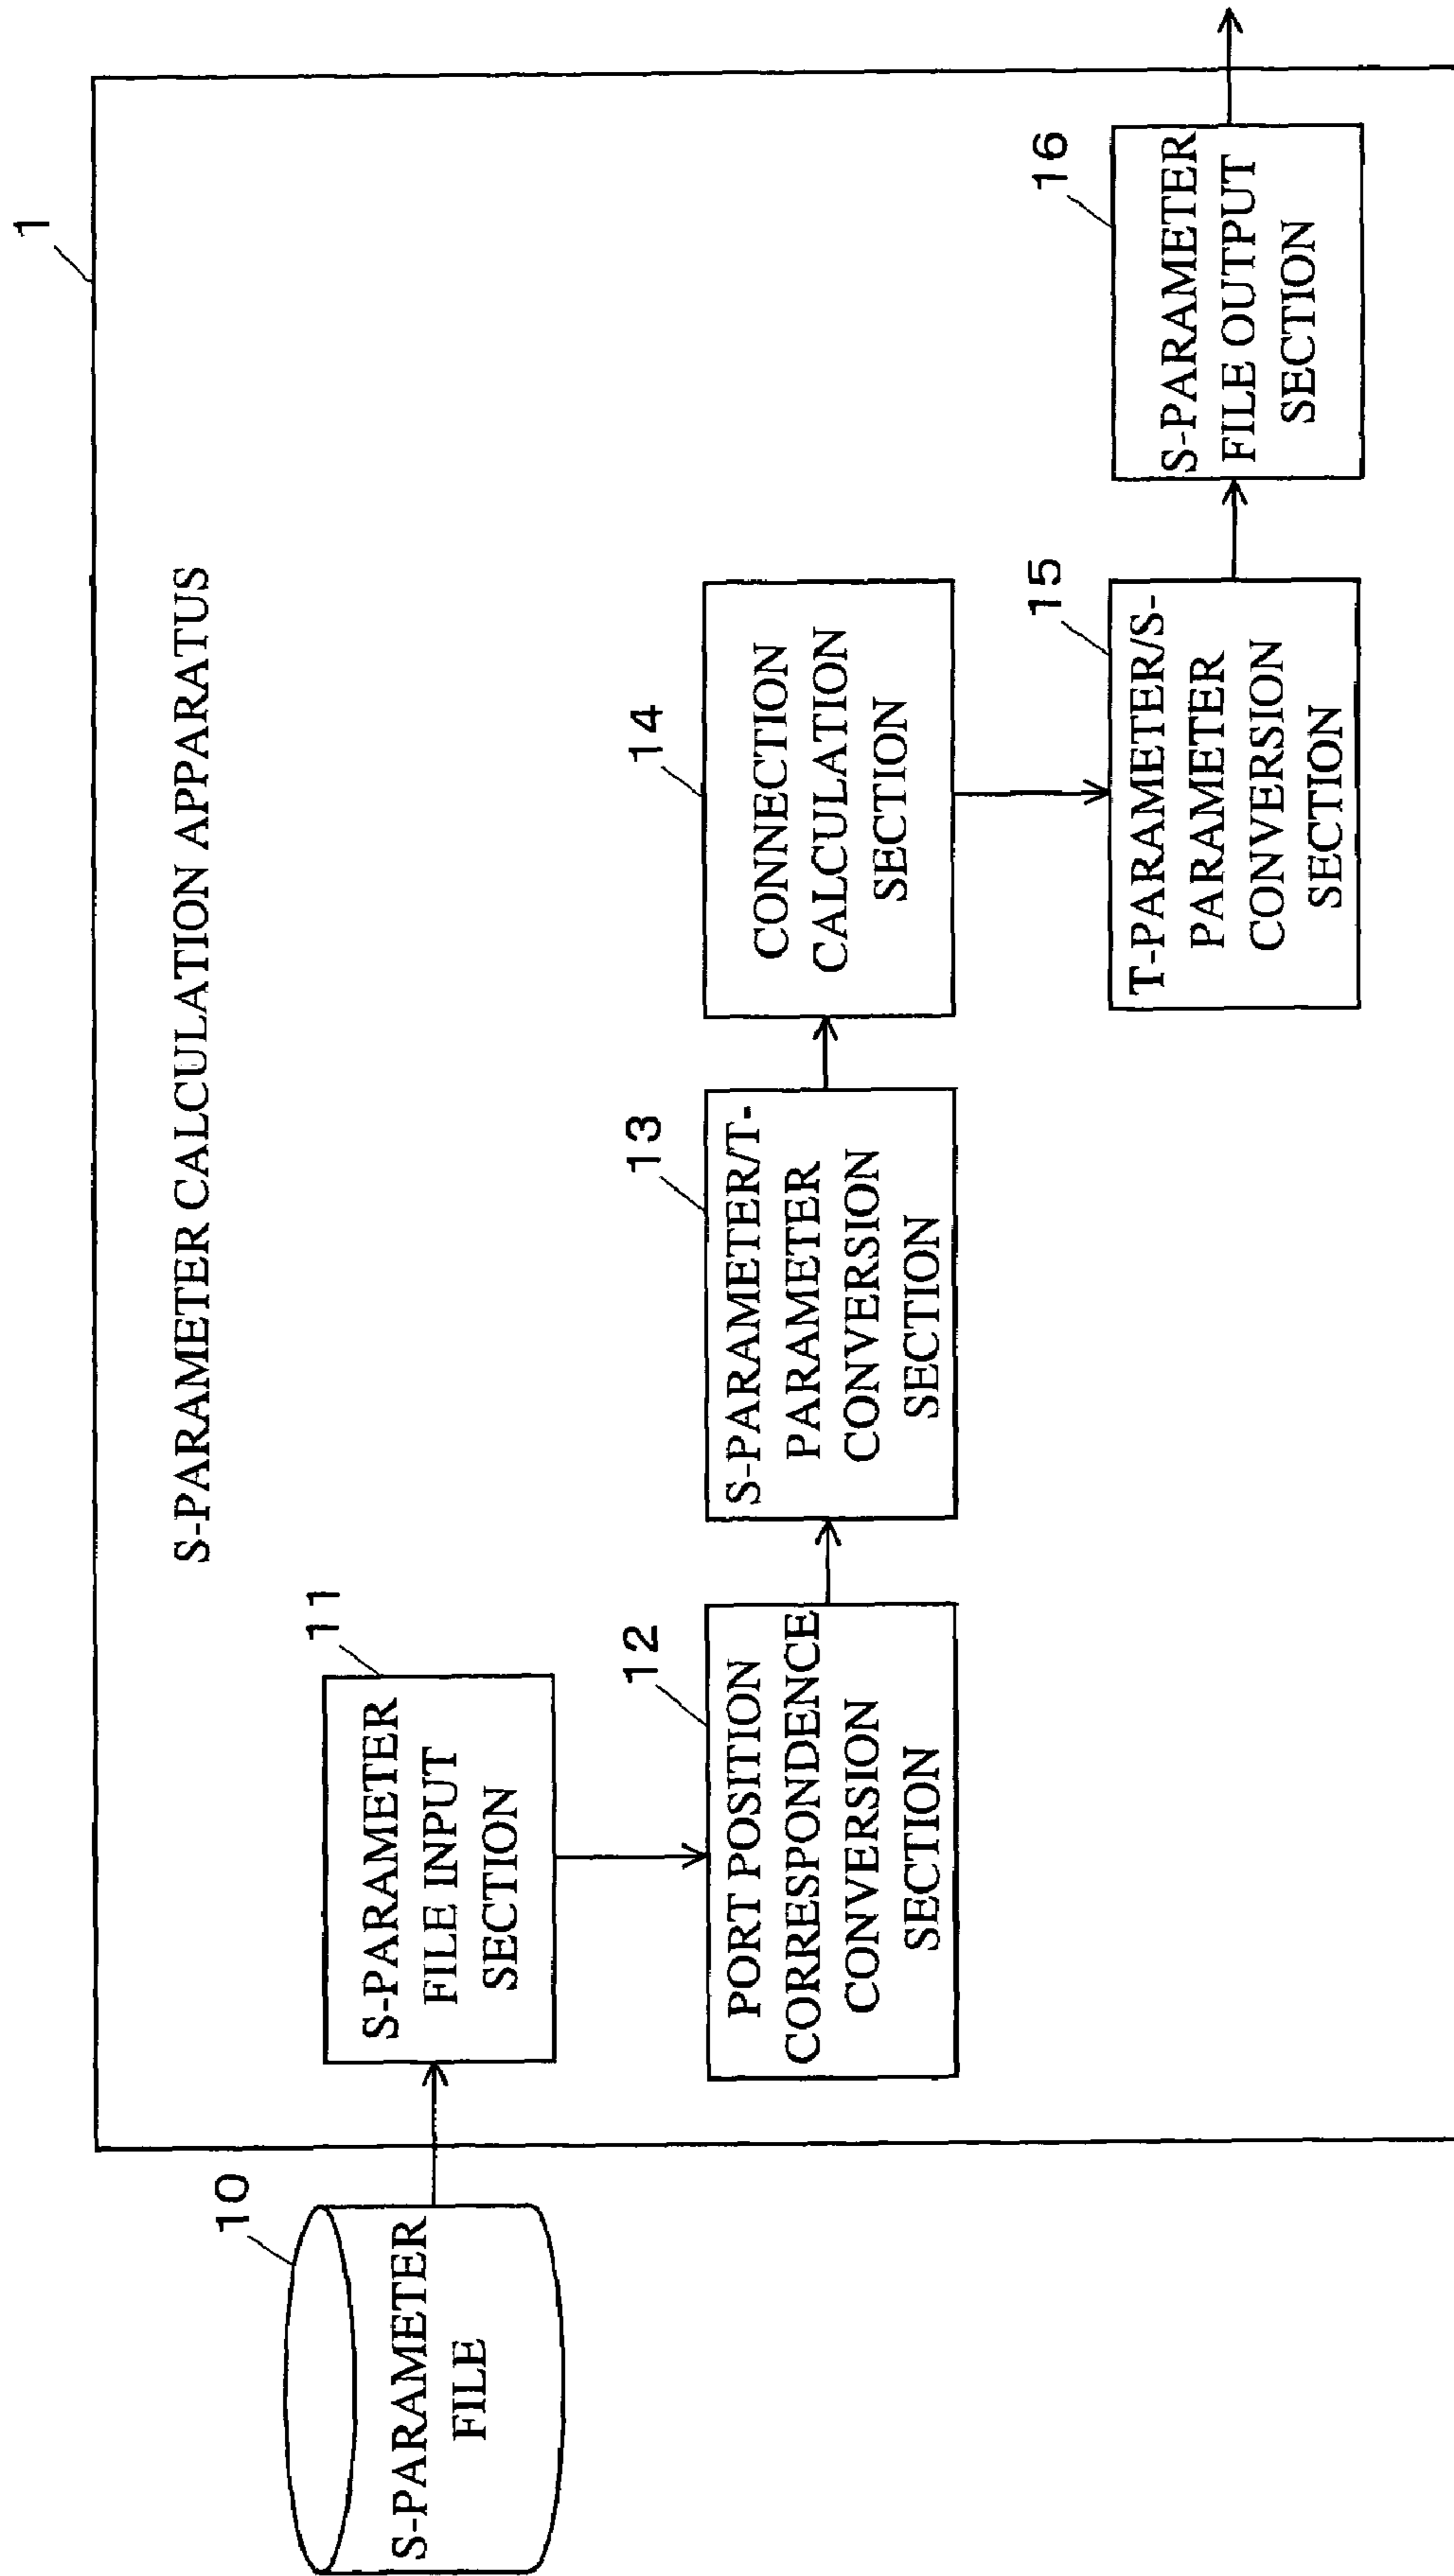 1
S-PARAMETER CALCULATION APPARATUS
10
S-PARAMETER
FILE
11
S-PARAMETER
FILE INPUT
SECTION
12
PORT POSITION
CORRESPONDENCE
CONVERSION
SECTION
13
S-PARAMETER/T-
PARAMETER
CONVERSION
SECTION
14
CONNECTION
CALCULATION
SECTION
15
T-PARAMETER/S-
PARAMETER
CONVERSION
SECTION
16
S-PARAMETER
FILE OUTPUT
SECTION